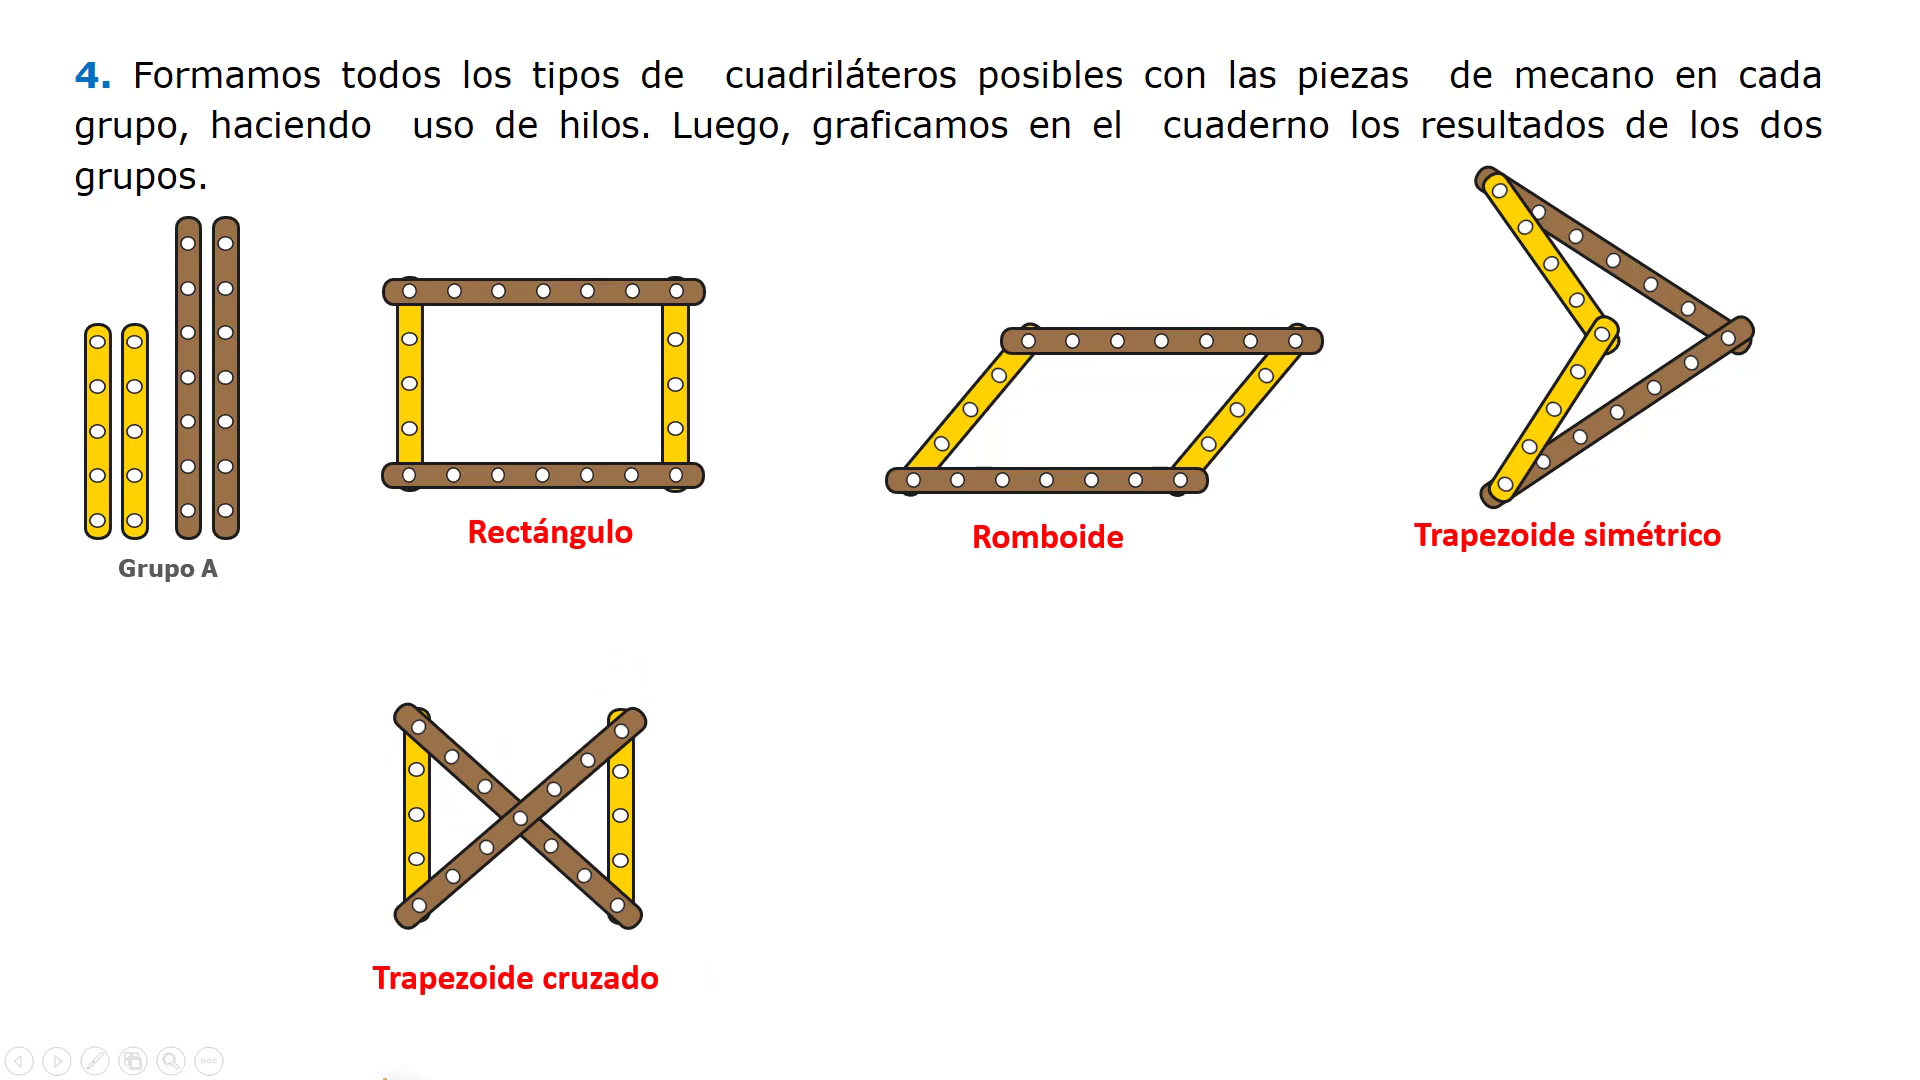 4. Formamos todos los tipos de cuadriláteros posibles con las piezas de mecano en cada
grupo, haciendo uso de hilos. Luego, graficamos en el cuaderno los resultados de los dos
grupos.
Rectángulo
Romboide
Trapezoide simétrico
Grupo A
Trapezoide cruzado